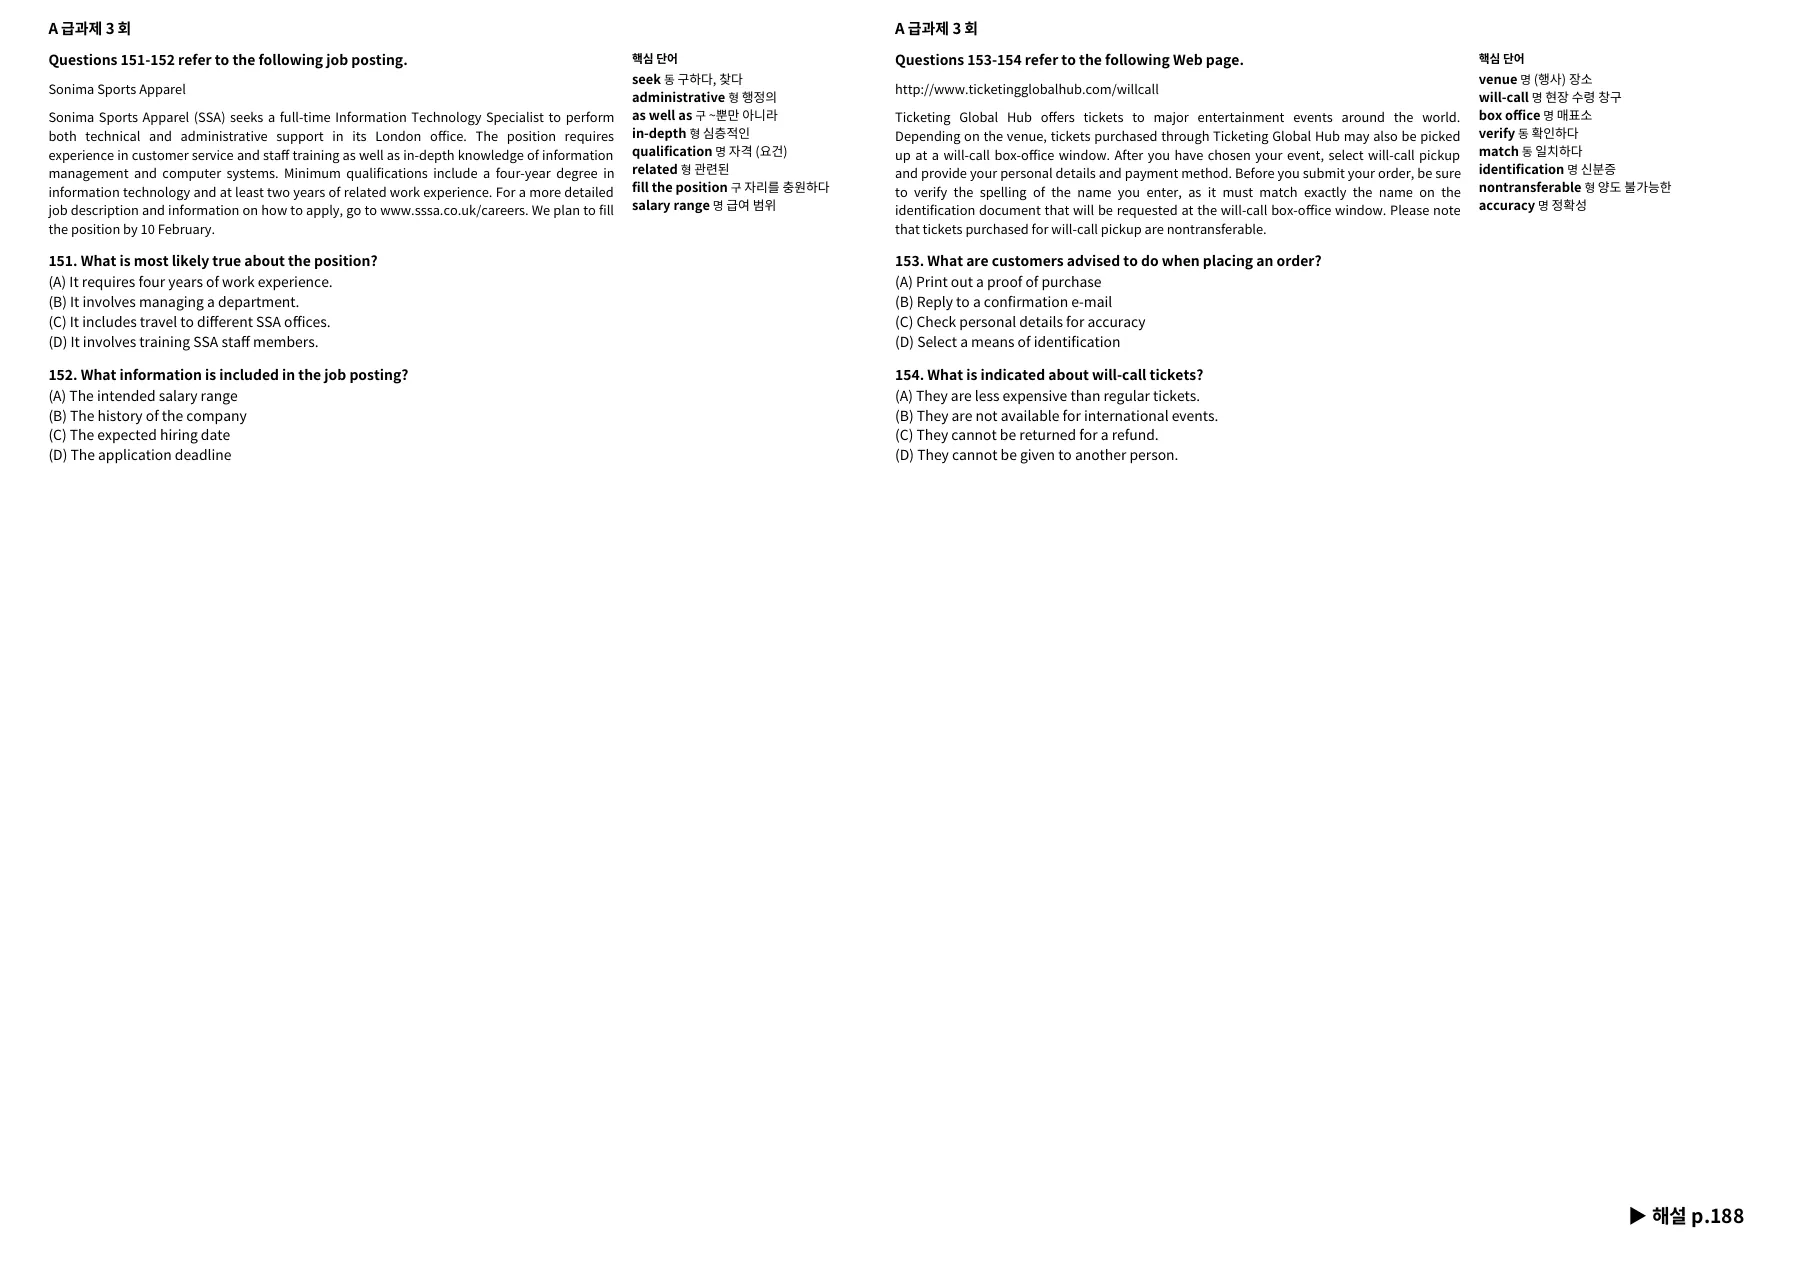 A 급과제 3 회
Questions 151-152 refer to the following job posting.
Sonima Sports Apparel
Sonima Sports Apparel (SSA) seeks a full-time Information Technology Specialist to perform
both technical and administrative support in its London office. The position requires
experience in customer service and staff training as well as in-depth knowledge of information
management and computer systems. Minimum qualifications include a four-year degree in
information technology and at least two years of related work experience. For a more detailed
job description and information on how to apply, go to www.sssa.co.uk/careers. We plan to fill
the position by 10 February.
핵심 단어
seek 동 구하다, 찾다
administrative 형 행정의
as well as 구 ~뿐만 아니라
in-depth 형 심층적인
qualification 명 자격 (요건)
related 형 관련된
fill the position 구 자리를 충원하다
salary range 명 급여 범위
151. What is most likely true about the position?
(A) It requires four years of work experience.
(B) It involves managing a department.
(C) It includes travel to different SSA offices.
(D) It involves training SSA staff members.
152. What information is included in the job posting?
(A) The intended salary range
(B) The history of the company
(C) The expected hiring date
(D) The application deadline
A 급과제 3 회
Questions 153-154 refer to the following Web page.
http://www.ticketingglobalhub.com/willcall
Ticketing Global Hub offers tickets to major entertainment events around the world.
Depending on the venue, tickets purchased through Ticketing Global Hub may also be picked
up at a will-call box-office window. After you have chosen your event, select will-call pickup
and provide your personal details and payment method. Before you submit your order, be sure
to verify the spelling of the name you enter, as it must match exactly the name on the
identification document that will be requested at the will-call box-office window. Please note
that tickets purchased for will-call pickup are nontransferable.
핵심 단어
venue 명 (행사) 장소
will-call 명 현장 수령 창구
box office 명 매표소
verify 동 확인하다
match 동 일치하다
identification 명 신분증
nontransferable 형 양도 불가능한
accuracy 명 정확성
153. What are customers advised to do when placing an order?
(A) Print out a proof of purchase
(B) Reply to a confirmation e-mail
(C) Check personal details for accuracy
(D) Select a means of identification
154. What is indicated about will-call tickets?
(A) They are less expensive than regular tickets.
(B) They are not available for international events.
(C) They cannot be returned for a refund.
(D) They cannot be given to another person.
▶ 해설 p.188